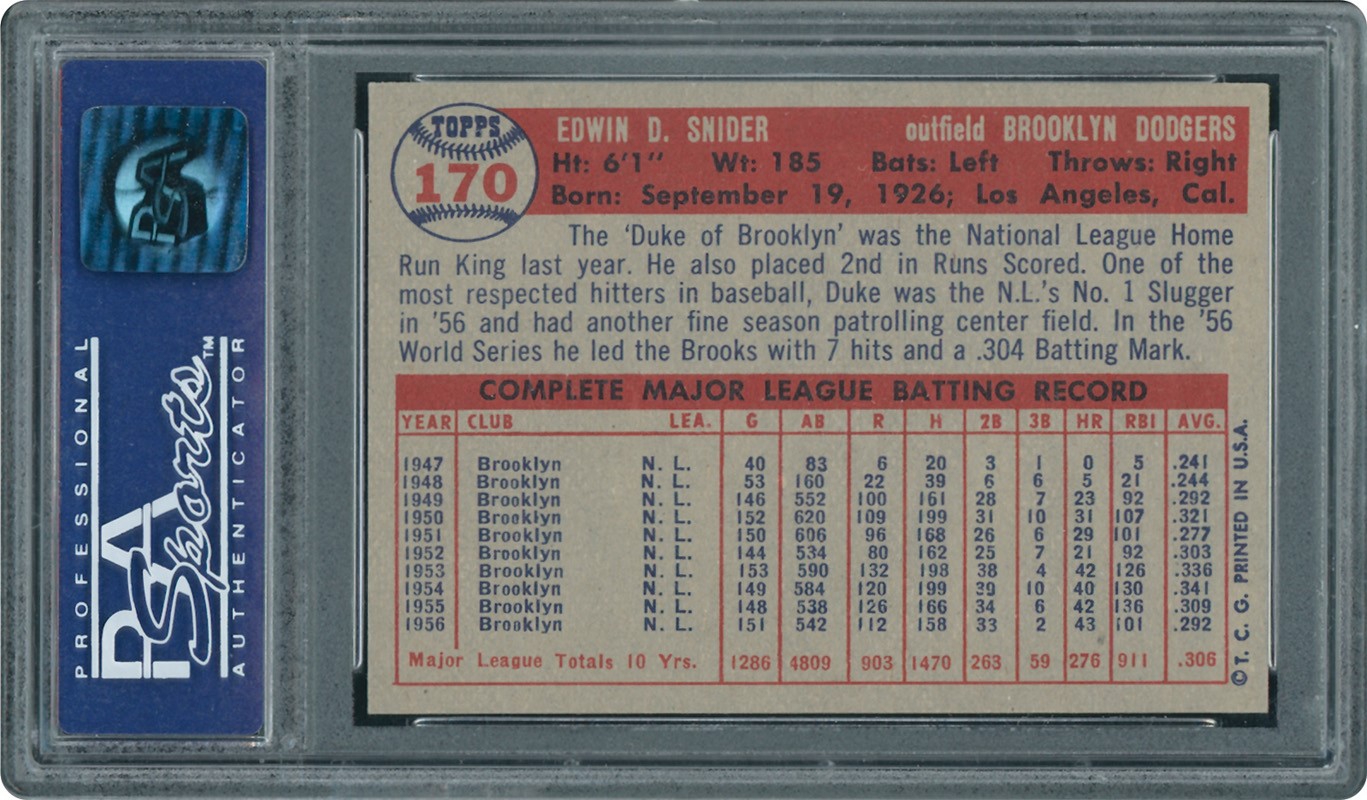 PSA
PROFESSIONAL
PSA
Sports™
AUTHENTICATOR
TOPPS
170
EDWIN D. SNIDER outfield BROOKLYN DODGERS
Ht: 6'1" Wt: 185 Bats: Left Throws: Right
Born: September 19, 1926; Los Angeles, Cal.
The 'Duke of Brooklyn' was the National League Home
Run King last year. He also placed 2nd in Runs Scored. One of the
most respected hitters in baseball, Duke was the N.L.'s No. 1 Slugger
in '56 and had another fine season patrolling center field. In the '56
World Series he led the Brooks with 7 hits and a .304 Batting Mark.
COMPLETE MAJOR LEAGUE BATTING RECORD
YEAR CLUB LEA. G AB R H 2B 3B HR RBI AVG.
1947 Brooklyn N. L. 40 83 6 20 3 1 0 5 .241
1948 Brooklyn N. L. 53 160 22 39 6 6 5 21 .244
1949 Brooklyn N. L. 146 552 100 161 28 7 23 92 .292
1950 Brooklyn N. L. 152 620 109 199 31 10 31 107 .321
1951 Brooklyn N. L. 150 606 96 168 26 6 29 101 .277
1952 Brooklyn N. L. 144 534 80 162 25 7 21 92 .303
1953 Brooklyn N. L. 153 590 132 198 38 4 42 126 .336
1954 Brooklyn N. L. 149 584 120 199 39 10 40 130 .341
1955 Brooklyn N. L. 148 538 126 166 34 6 42 136 .309
1956 Brooklyn N. L. 151 542 112 158 33 2 43 101 .292
Major League Totals 10 Yrs. 1286 4809 903 1470 263 59 276 911 .306
© T. C. G. PRINTED IN U.S.A.